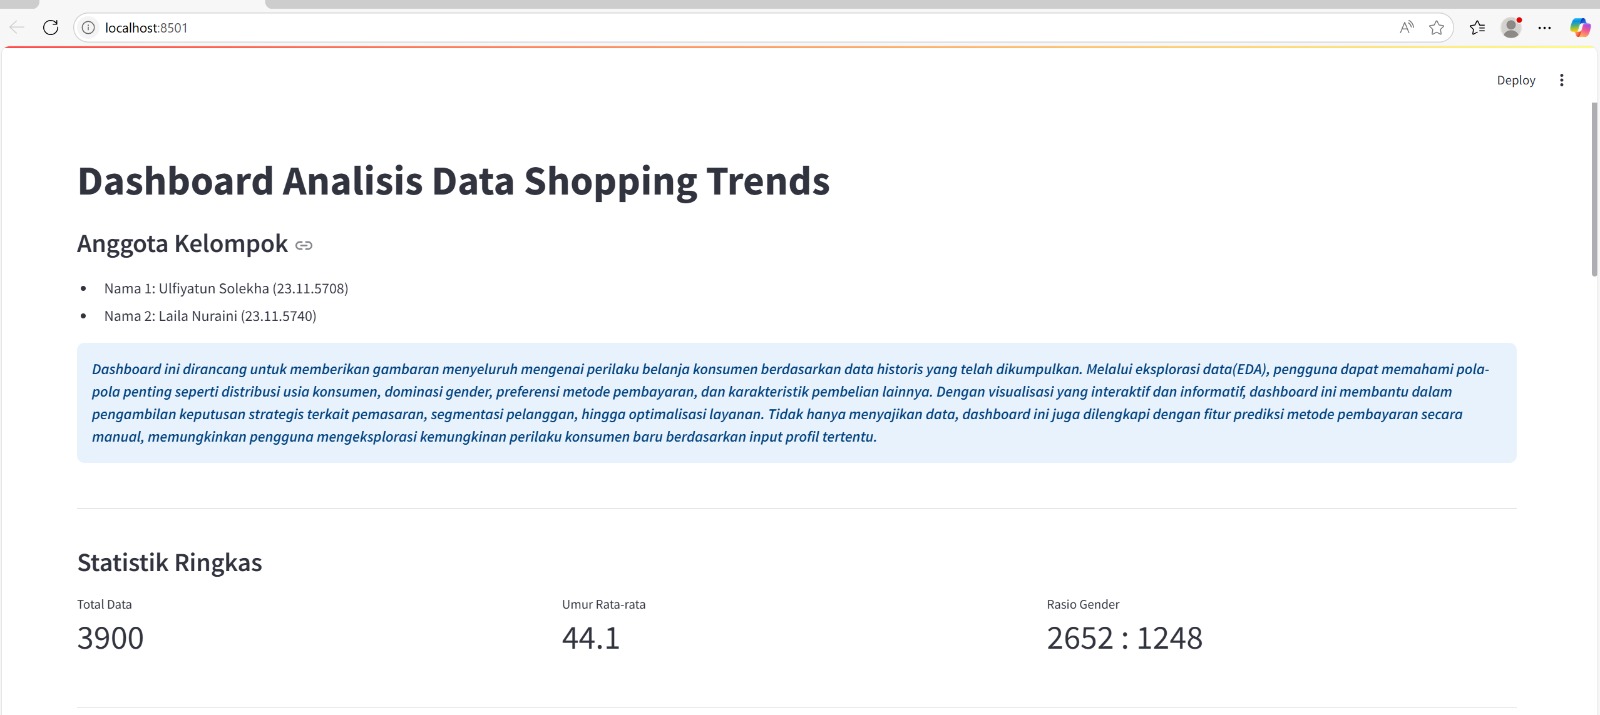 localhost:8501
Deploy
Dashboard Analisis Data Shopping Trends
Anggota Kelompok
Nama 1: Ulfiyatun Solekha (23.11.5708)
Nama 2: Laila Nuraini (23.11.5740)
Dashboard ini dirancang untuk memberikan gambaran menyeluruh mengenai perilaku belanja konsumen berdasarkan data historis yang telah dikumpulkan. Melalui eksplorasi data(EDA), pengguna dapat memahami pola-
pola penting seperti distribusi usia konsumen, dominasi gender, preferensi metode pembayaran, dan karakteristik pembelian lainnya. Dengan visualisasi yang interaktif dan informatif, dashboard ini membantu dalam
pengambilan keputusan strategis terkait pemasaran, segmentasi pelanggan, hingga optimalisasi layanan. Tidak hanya menyajikan data, dashboard ini juga dilengkapi dengan fitur prediksi metode pembayaran secara
manual, memungkinkan pengguna mengeksplorasi kemungkinan perilaku konsumen baru berdasarkan input profil tertentu.
Statistik Ringkas
Total Data
3900
Umur Rata-rata
44.1
Rasio Gender
2652 : 1248